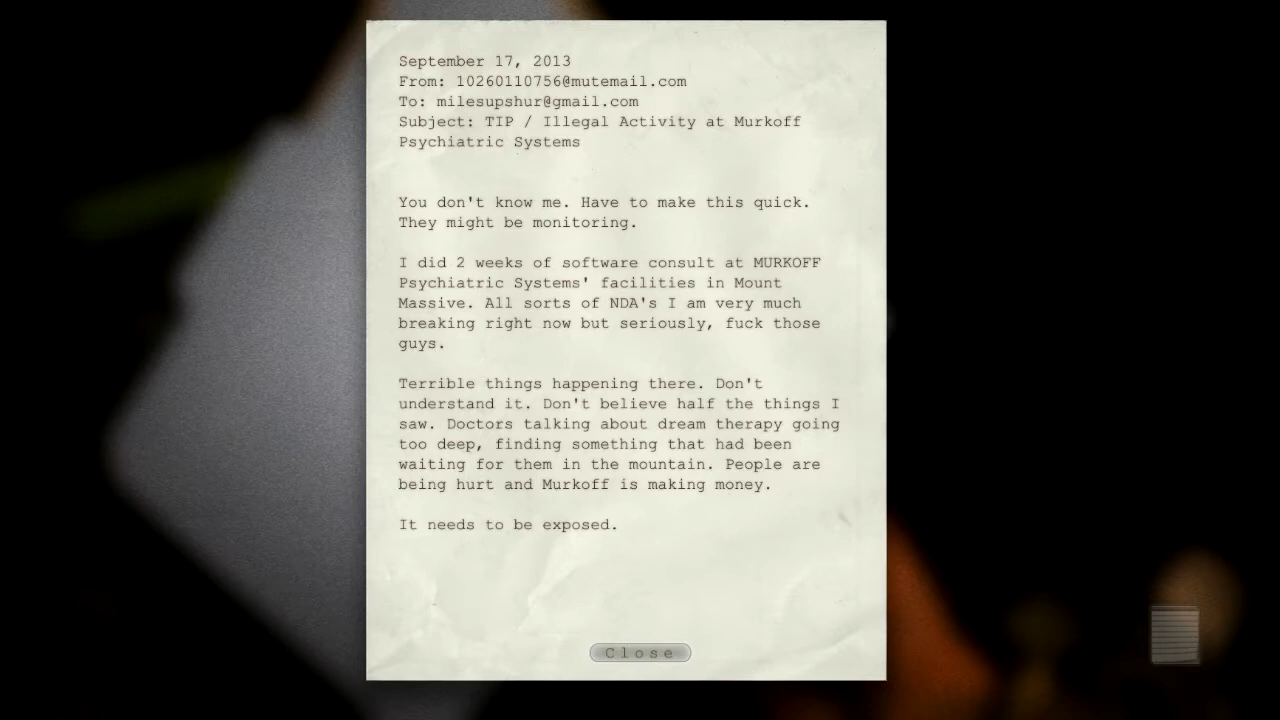 September 17, 2013
From: 10260110756@mutemail.com
To: milesupshur@gmail.com
Subject: TIP / Illegal Activity at Murkoff
Psychiatric Systems
You don't know me. Have to make this quick.
They might be monitoring.
I did 2 weeks of software consult at MURKOFF
Psychiatric Systems' facilities in Mount
Massive. All sorts of NDA's I am very much
breaking right now but seriously, fuck those
guys.
Terrible things happening there. Don't
understand it. Don't believe half the things I
saw. Doctors talking about dream therapy going
too deep, finding something that had been
waiting for them in the mountain. People are
being hurt and Murkoff is making money.
It needs to be exposed.
Close